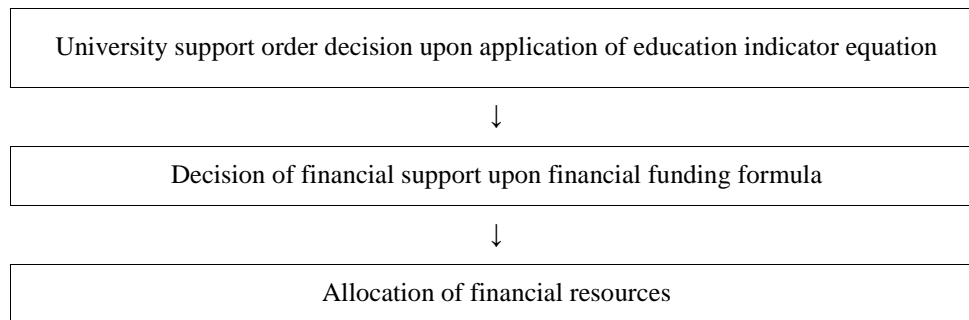 University support order decision upon application of education indicator equation
↓
Decision of financial support upon financial funding formula
↓
Allocation of financial resources